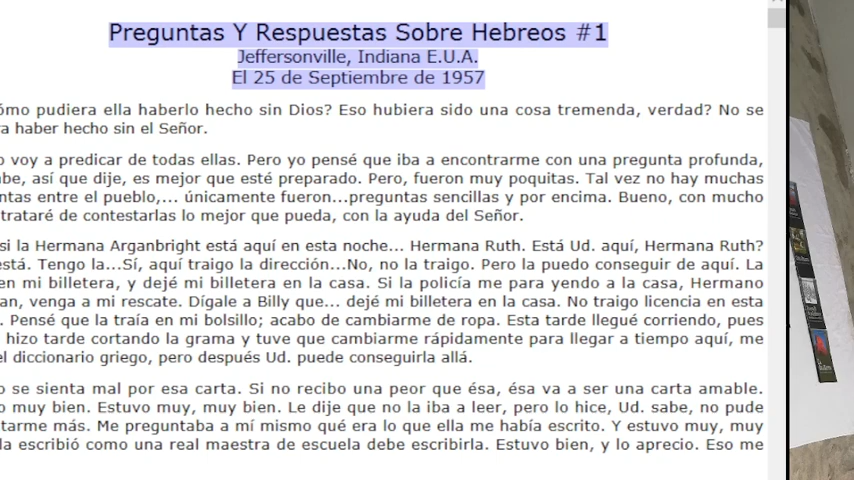 Preguntas Y Respuestas Sobre Hebreos #1
Jeffersonville, Indiana E.U.A.
El 25 de Septiembre de 1957
pudiera ella haberlo hecho sin Dios? Eso hubiera sido una cosa tremenda, verdad? No se
haber hecho sin el Señor.
voy a predicar de todas ellas. Pero yo pensé que iba a encontrarme con una pregunta profunda,
así que dije, es mejor que esté preparado. Pero, fueron muy poquitas. Tal vez no hay muchas
entre el pueblo,... únicamente fueron...preguntas sencillas y por encima. Bueno, con mucho
trataré de contestarlas lo mejor que pueda, con la ayuda del Señor.
si la Hermana Arganbright está aquí en esta noche... Hermana Ruth. Está Ud. aquí, Hermana Ruth?
está. Tengo la...Sí, aquí traigo la dirección...No, no la traigo. Pero la puedo conseguir de aquí. La
en mi billetera, y dejé mi billetera en la casa. Si la policía me para yendo a la casa, Hermano
venga a mi rescate. Dígale a Billy que... dejé mi billetera en la casa. No traigo licencia en esta
. Pensé que la traía en mi bolsillo; acabo de cambiarme de ropa. Esta tarde llegué corriendo, pues
hizo tarde cortando la grama y tuve que cambiarme rápidamente para llegar a tiempo aquí, me
el diccionario griego, pero después Ud. puede conseguirla allá.
se sienta mal por esa carta. Si no recibo una peor que ésa, ésa va a ser una carta amable.
muy bien. Estuvo muy, muy bien. Le dije que no la iba a leer, pero lo hice, Ud. sabe, no pude
más. Me preguntaba a mí mismo qué era lo que ella me había escrito. Y estuvo muy, muy
la escribió como una real maestra de escuela debe escribirla. Estuvo bien, y lo aprecio. Eso me